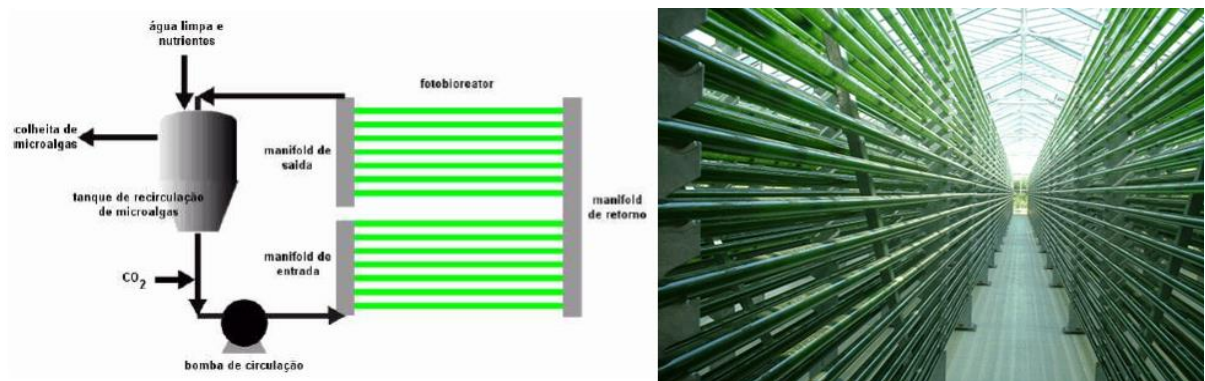 água limpa e
nutrientes
fotobioreator
colheita de
microalgas
manifold de
saida
tanque de recirculação
de microalgas
manifold
de retorno
manifold de
entrada
CO2
bomba de circulação